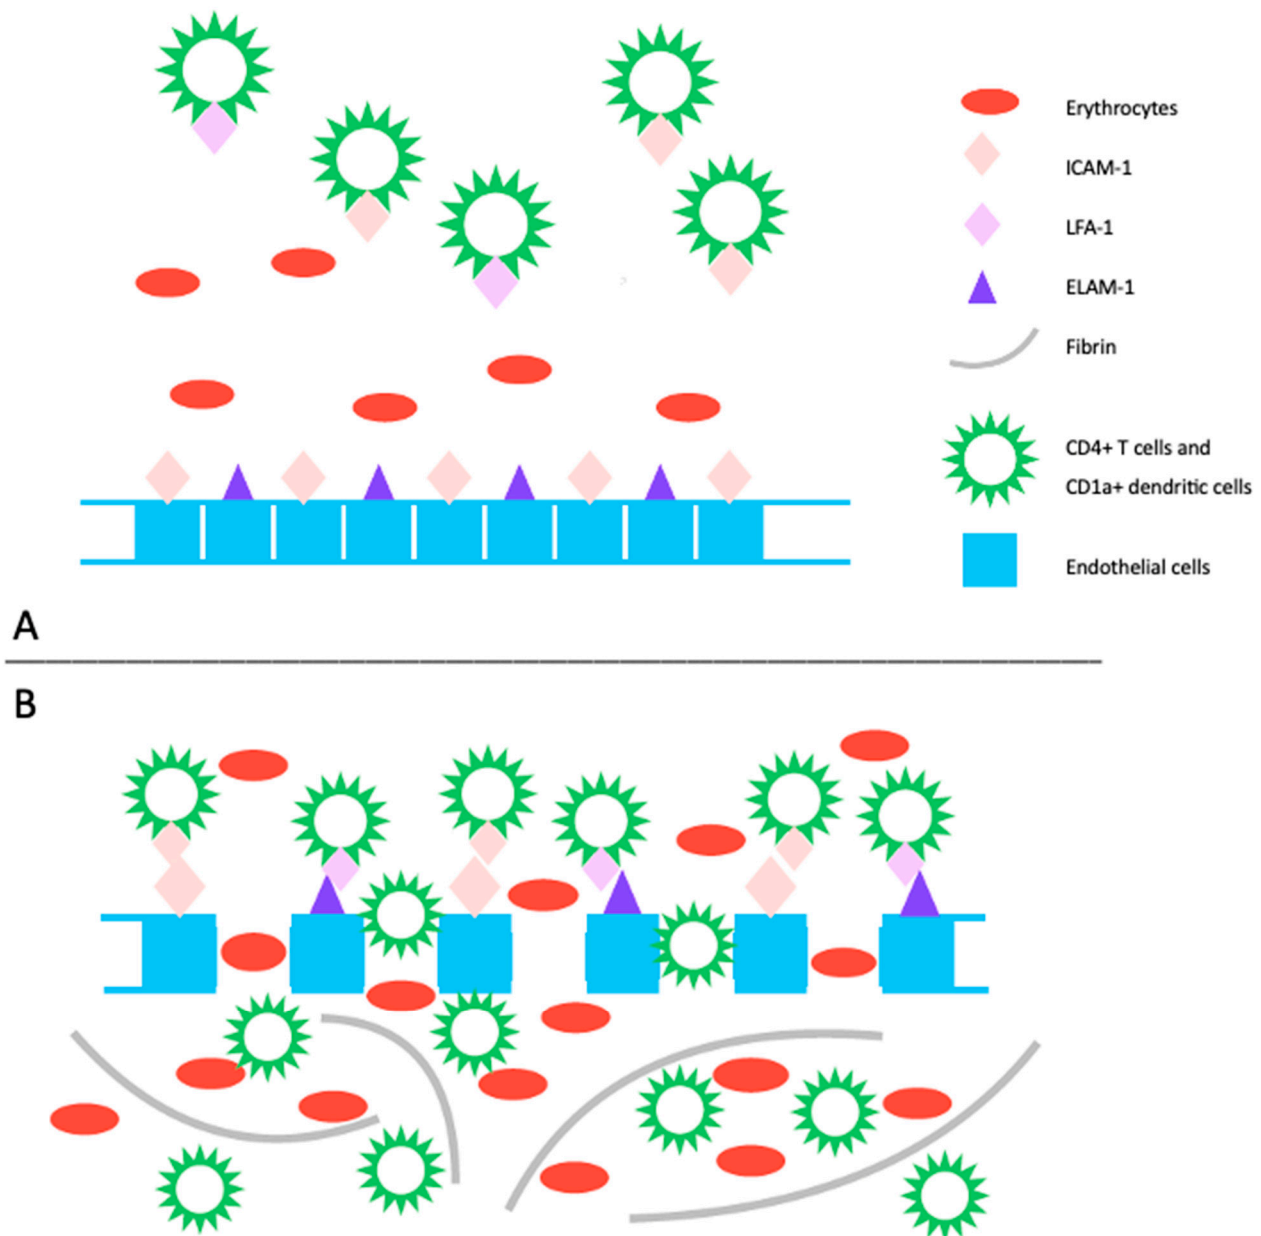 Erythrocytes
ICAM-1
LFA-1
ELAM-1
Fibrin
CD4+ T cells and
CD1a+ dendritic cells
Endothelial cells
A
B